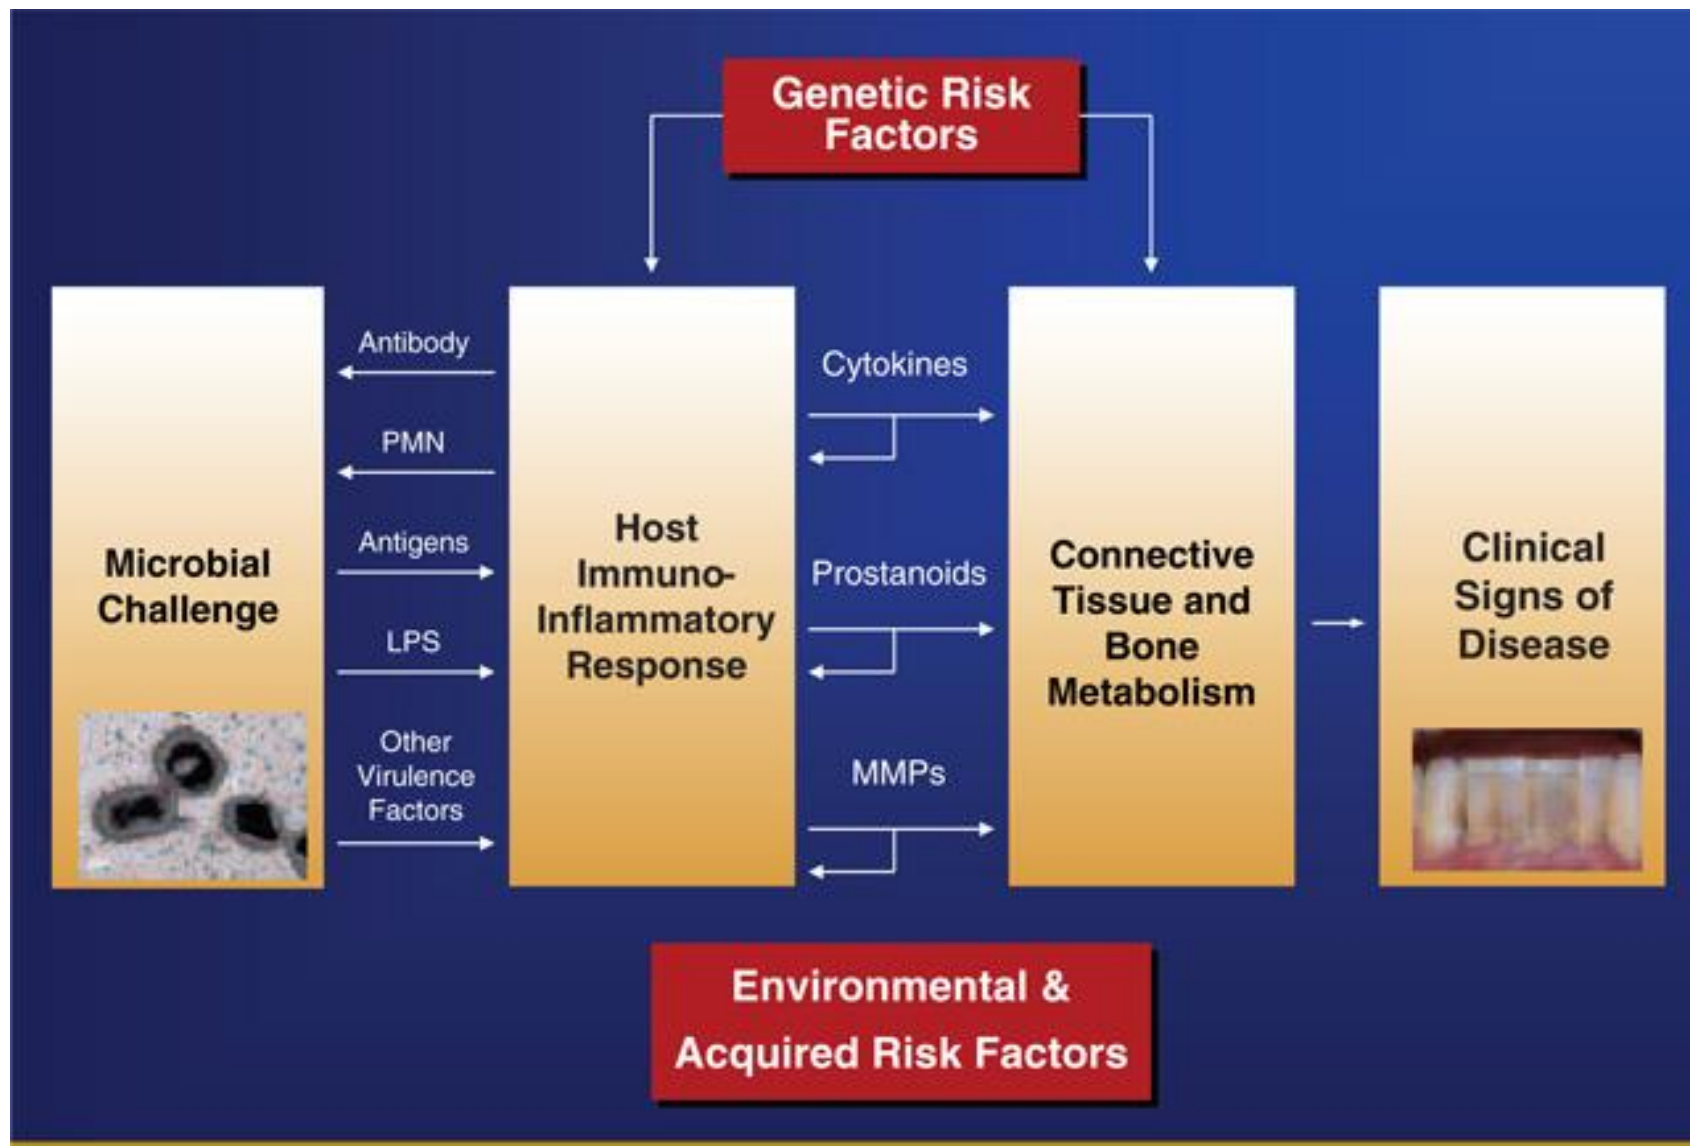 Genetic Risk
Factors
Microbial
Challenge
Antibody
PMN
Antigens
LPS
Other
Virulence
Factors
Host
Immuno-
Inflammatory
Response
Cytokines
Prostanoids
MMPs
Connective
Tissue and
Bone
Metabolism
Clinical
Signs of
Disease
Environmental &
Acquired Risk Factors